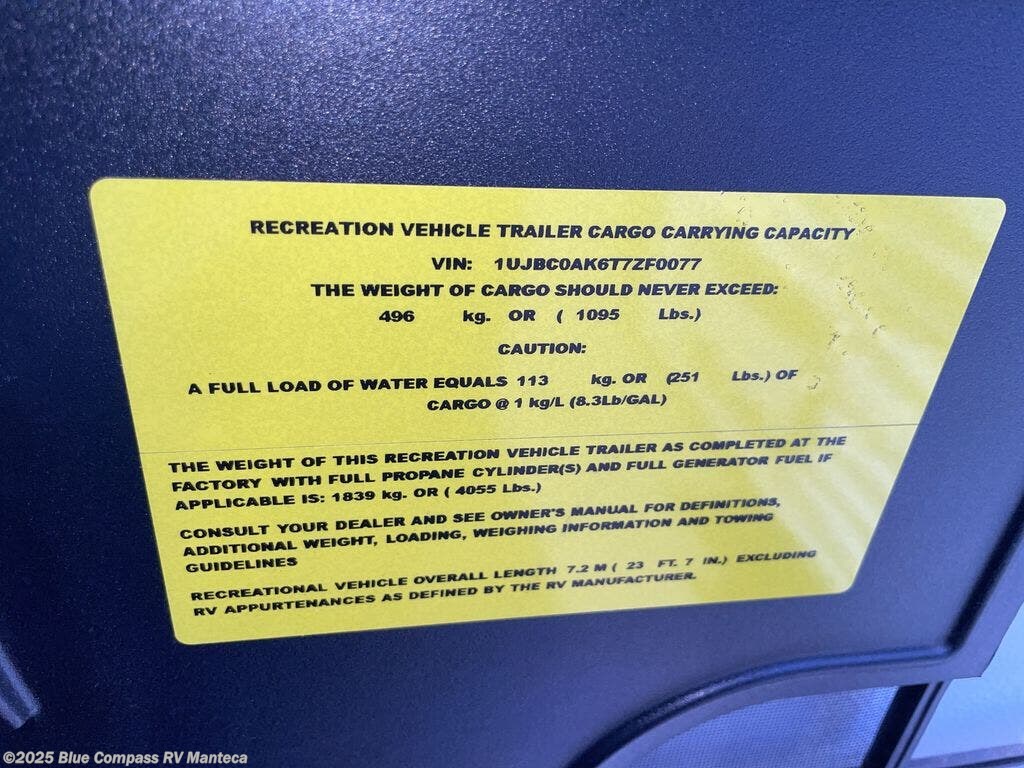 RECREATION VEHICLE TRAILER CARGO CARRYING CAPACITY
VIN: 1UJBC0AK6T7ZF0077
THE WEIGHT OF CARGO SHOULD NEVER EXCEED:
496 kg. OR ( 1095 Lbs.)
CAUTION:
A FULL LOAD OF WATER EQUALS 113 kg. OR (251 Lbs.) OF
CARGO @ 1 kg/L (8.3Lb/GAL)
THE WEIGHT OF THIS RECREATION VEHICLE TRAILER AS COMPLETED AT THE
FACTORY WITH FULL PROPANE CYLINDER(S) AND FULL GENERATOR FUEL IF
APPLICABLE IS: 1839 kg. OR ( 4055 Lbs.)
CONSULT YOUR DEALER AND SEE OWNER'S MANUAL FOR DEFINITIONS,
ADDITIONAL WEIGHT, LOADING, WEIGHING INFORMATION AND TOWING
GUIDELINES
RECREATIONAL VEHICLE OVERALL LENGTH 7.2 M ( 23 FT. 7 IN.) EXCLUDING
RV APPURTENANCES AS DEFINED BY THE RV MANUFACTURER.
©2025 Blue Compass RV Manteca